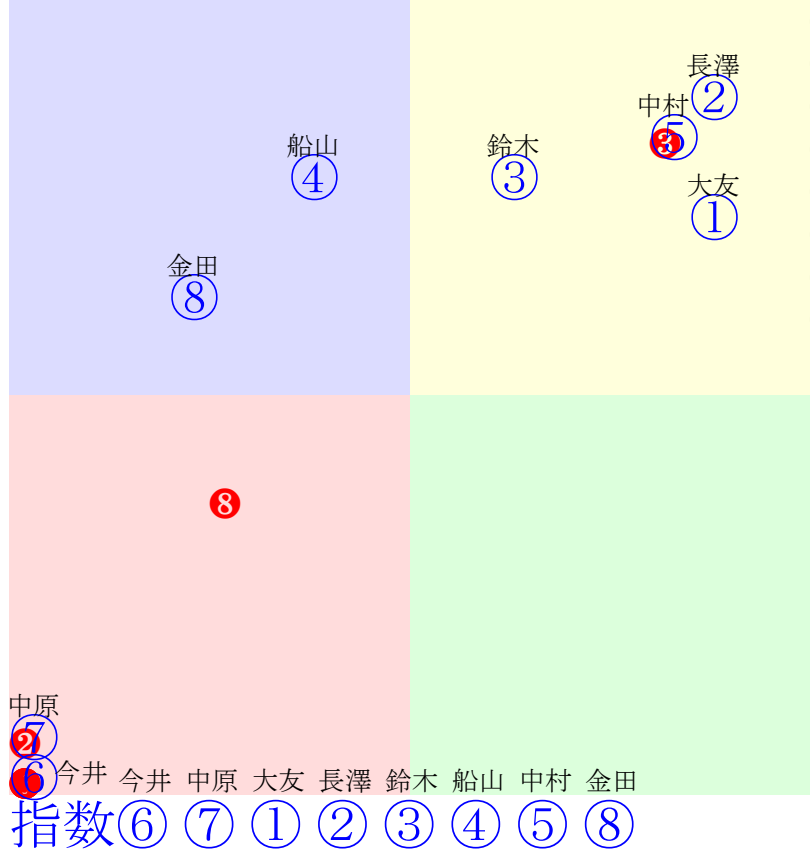 長澤
②
中村
⑤
❸
船山
④
鈴木
③
大友
①
金田
⑧
❽
中原
⑦
❷
⑥
今井
今井 中原 大友 長澤 鈴木 船山 中村 金田
指数⑥⑦①②③④⑤⑧